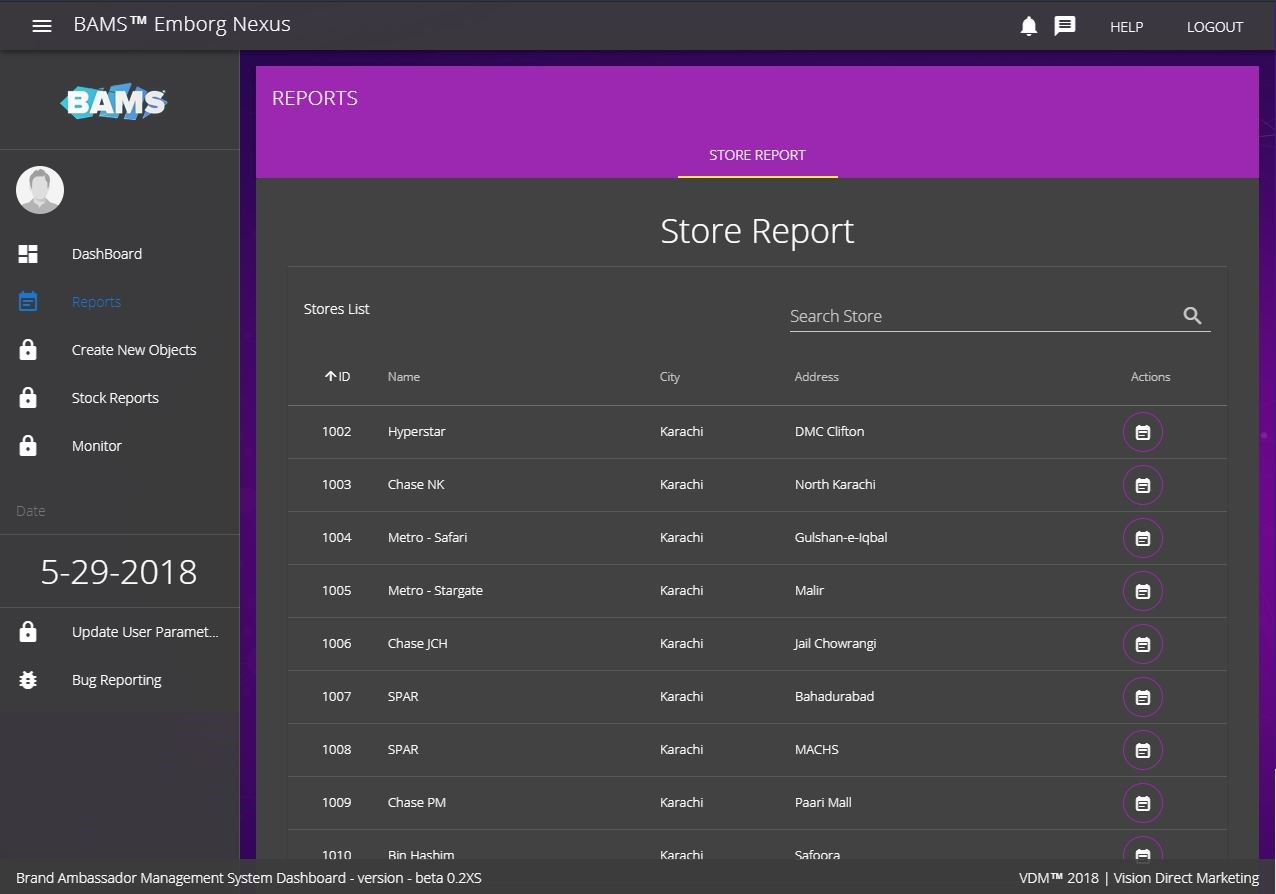 BAMS™ Emborg Nexus
HELP
LOGOUT
BAMS
DashBoard
Reports
Create New Objects
Stock Reports
Monitor
Date
5-29-2018
Update User Paramet...
Bug Reporting
REPORTS
STORE REPORT
Store Report
Stores List
Search Store
ID Name City Address Actions
1002 Hyperstar Karachi DMC Clifton
1003 Chase NK Karachi North Karachi
1004 Metro - Safari Karachi Gulshan-e-Iqbal
1005 Metro - Stargate Karachi Malir
1006 Chase JCH Karachi Jail Chowrangi
1007 SPAR Karachi Bahadurabad
1008 SPAR Karachi MACHS
1009 Chase PM Karachi Paari Mall
1010 Bin Hashim Karachi Safoora
Brand Ambassador Management System Dashboard - version - beta 0.2XS
VDM™ 2018 | Vision Direct Marketing